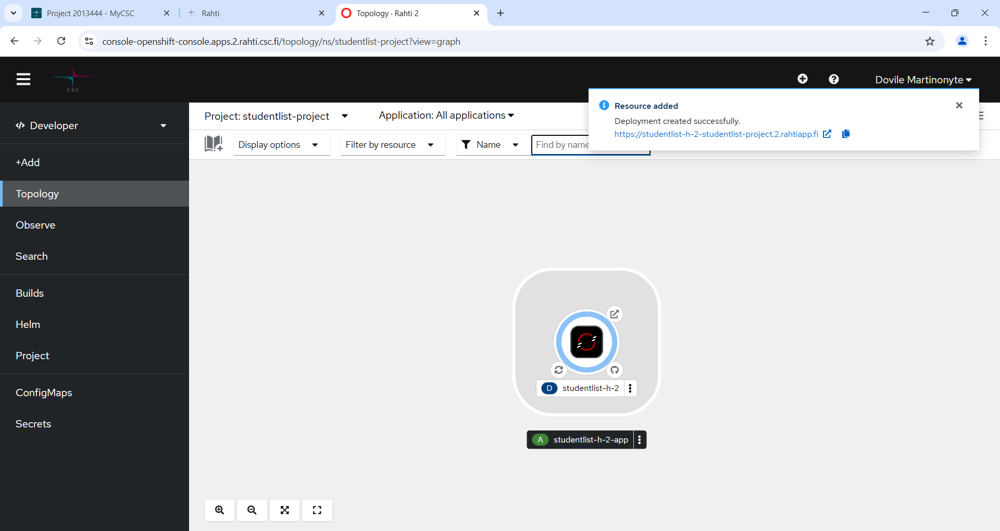 Project 2013444 - MyCSC
Rahti
Topology · Rahti 2
console-openshift-console.apps.2.rahti.csc.fi/topology/ns/studentlist-project?view=graph
CSC
Dovile Martinonyte
Resource added
Deployment created successfully.
https://studentlist-h-2-studentlist-project.2.rahtiapp.fi
Developer
Project: studentlist-project
Application: All applications
Display options
Filter by resource
Name
Find by name
+Add
Topology
Observe
Search
Builds
Helm
Project
ConfigMaps
Secrets
D studentlist-h-2
A studentlist-h-2-app